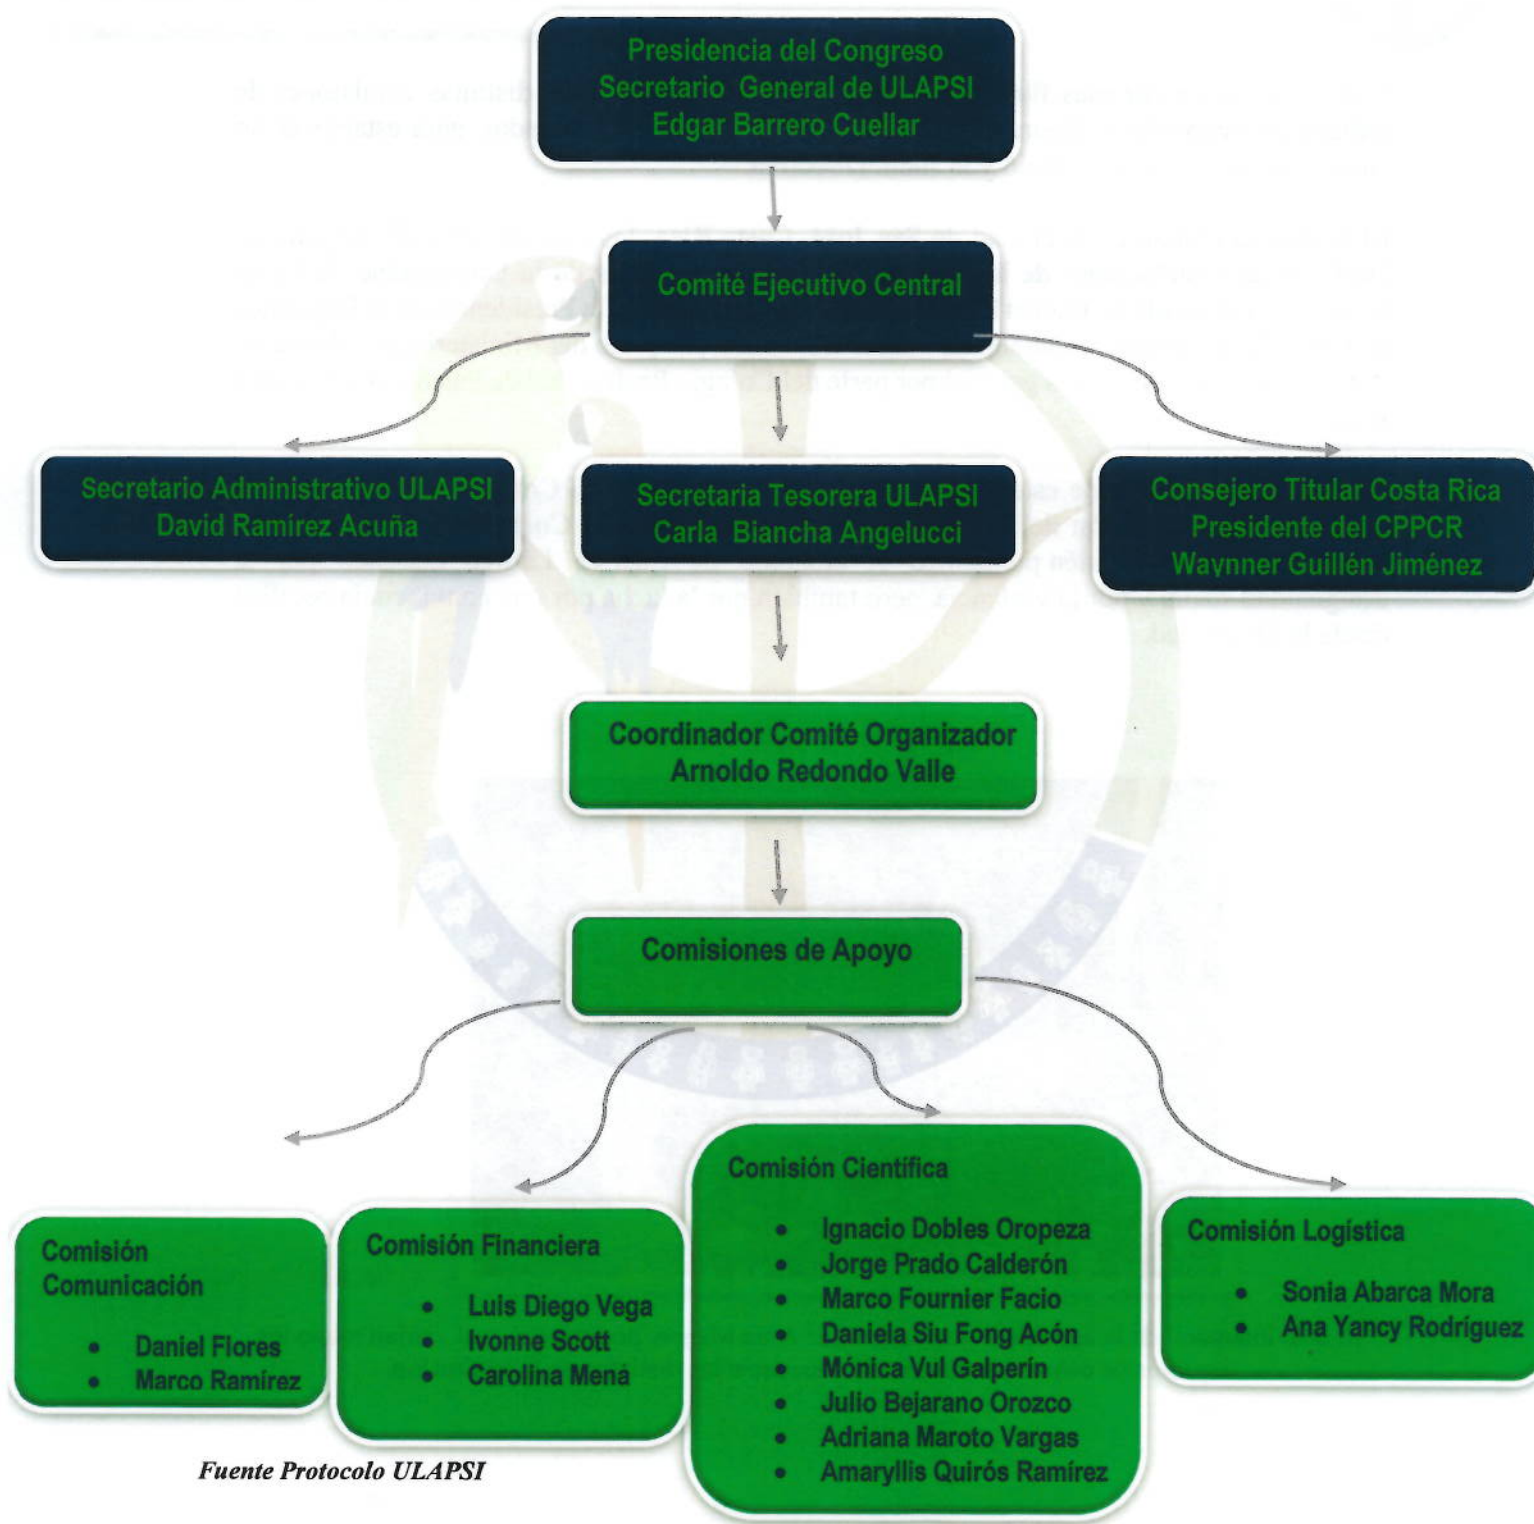 Presidencia del Congreso
Secretario General de ULAPSI
Edgar Barrero Cuellar
Comité Ejecutivo Central
Secretario Administrativo ULAPSI
David Ramírez Acuña
Secretaria Tesorera ULAPSI
Carla Biancha Angelucci
Consejero Titular Costa Rica
Presidente del CPPCR
Waynner Guillén Jiménez
Coordinador Comité Organizador
Arnoldo Redondo Valle
Comisiones de Apoyo
Comisión
Comunicación
• Daniel Flores
• Marco Ramírez
Comisión Financiera
• Luis Diego Vega
• Ivonne Scott
• Carolina Mena
Comisión Científica
• Ignacio Dobles Oropeza
• Jorge Prado Calderón
• Marco Fournier Facio
• Daniela Siu Fong Acón
• Mónica Vul Galperín
• Julio Bejarano Orozco
• Adriana Maroto Vargas
• Amaryllis Quirós Ramírez
Comisión Logística
• Sonia Abarca Mora
• Ana Yancy Rodríguez
Fuente Protocolo ULAPSI